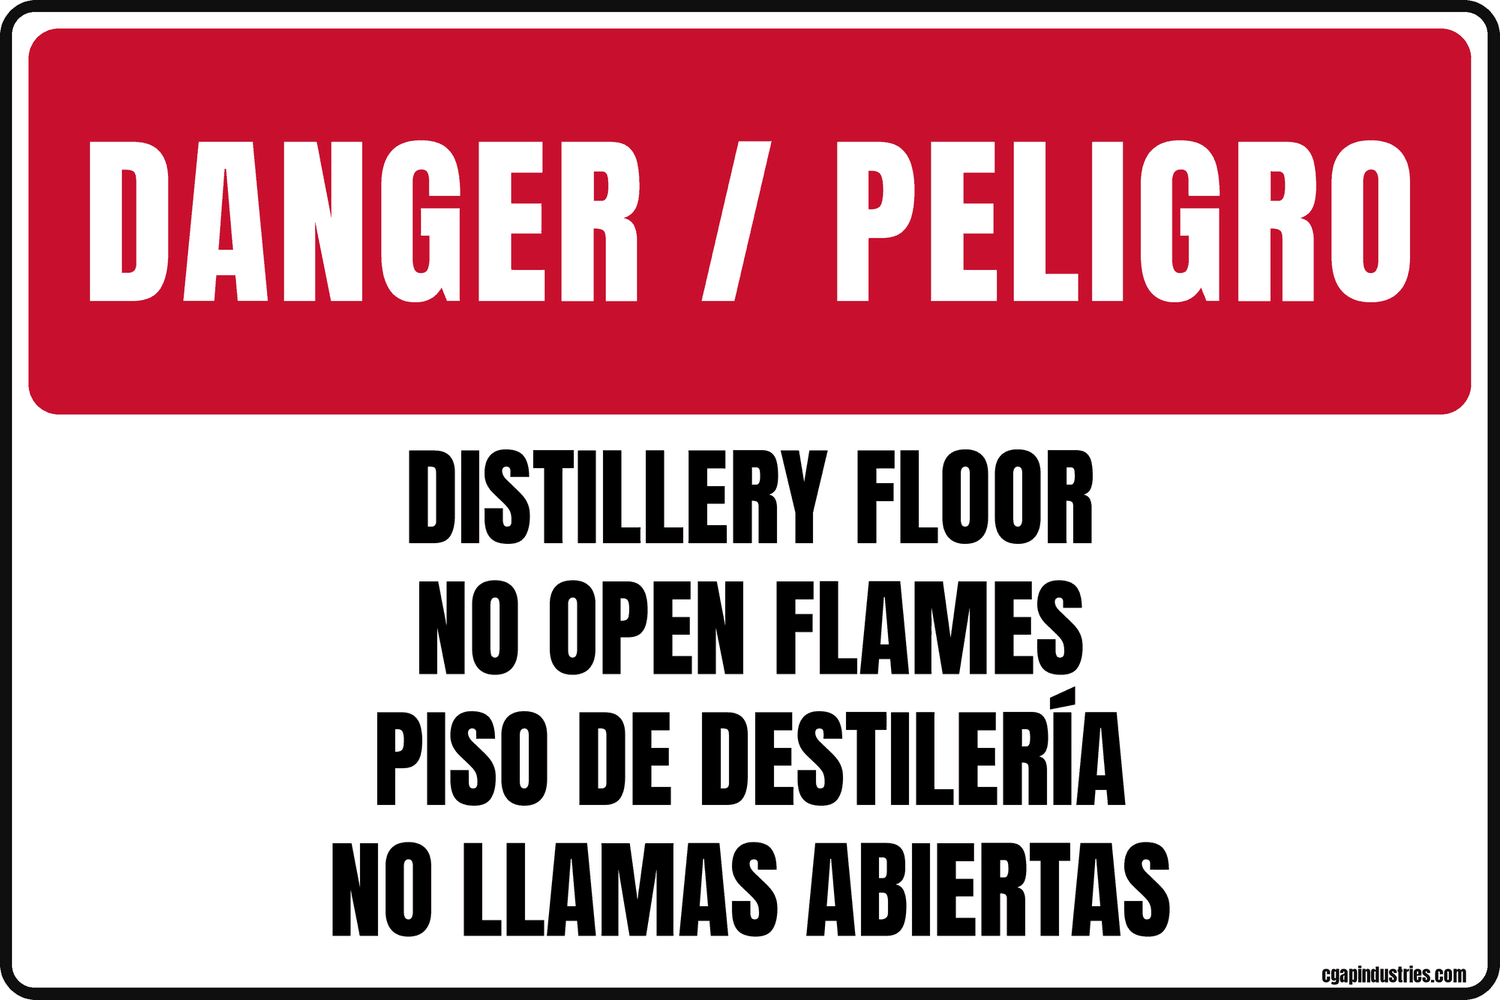 DANGER / PELIGRO
DISTILLERY FLOOR
NO OPEN FLAMES
PISO DE DESTILERÍA
NO LLAMAS ABIERTAS
cgapindustries.com